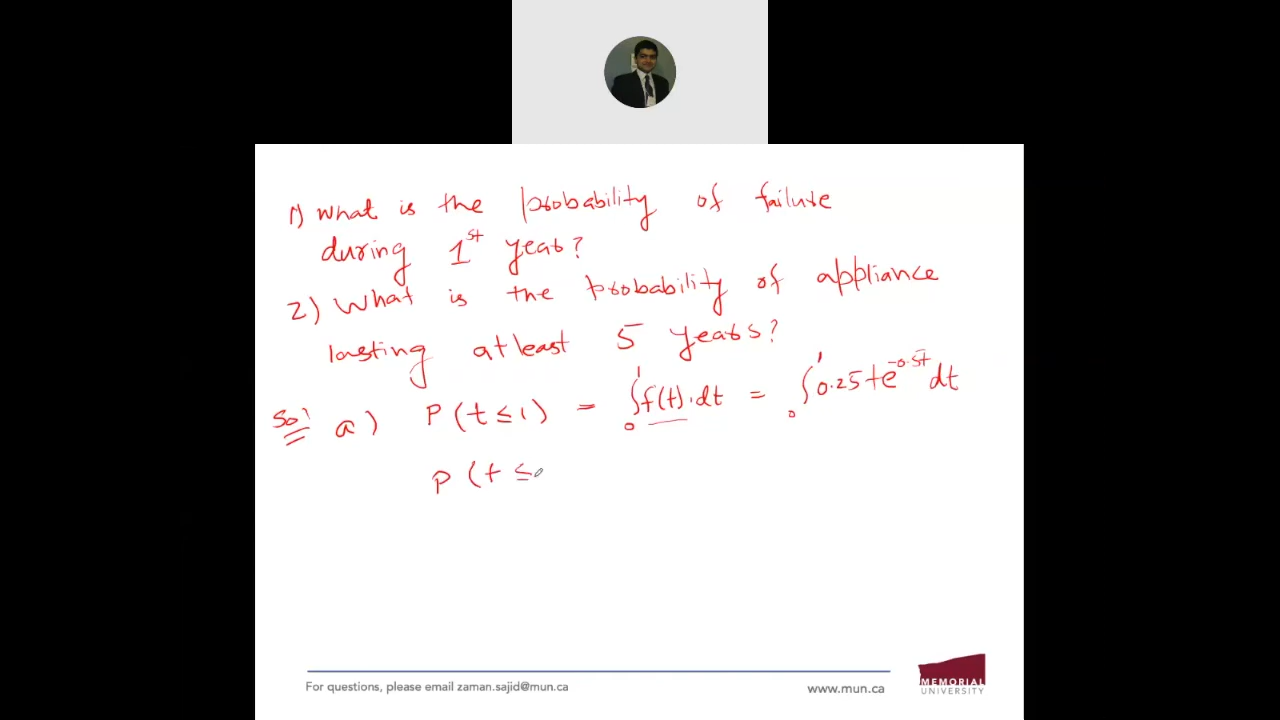 1) What is the probability of failure
during 1st year?
2) What is the probability of appliance
lasting atleast 5 years?
Sol a) P(t ≤ 1) = ∫₀¹ f(t).dt = ∫₀¹ 0.25te^-0.5t dt
P(t ≤
For questions, please email zaman.sajid@mun.ca
www.mun.ca
MEMORIAL
UNIVERSITY